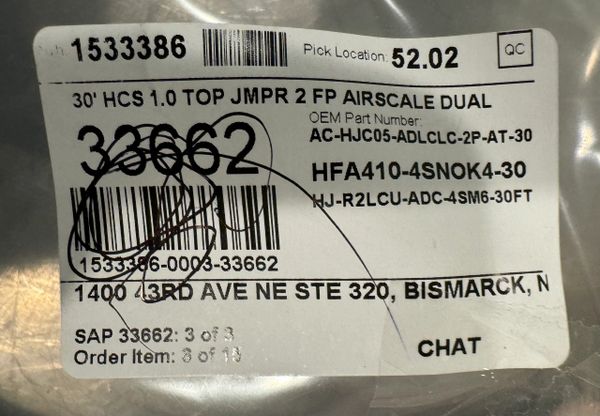 1533386
Pick Location: 52.02
QC
30' HCS 1.0 TOP JMPR 2 FP AIRSCALE DUAL
33662
OEM Part Number:
AC-HJC05-ADLCLC-2P-AT-30
HFA410-4SNOK4-30
HJ-R2LCU-ADC-4SM6-30FT
1533386-0003-33662
1400 43RD AVE NE STE 320, BISMARCK, N
SAP 33662: 3 of 3
Order Item: 3 of
CHAT